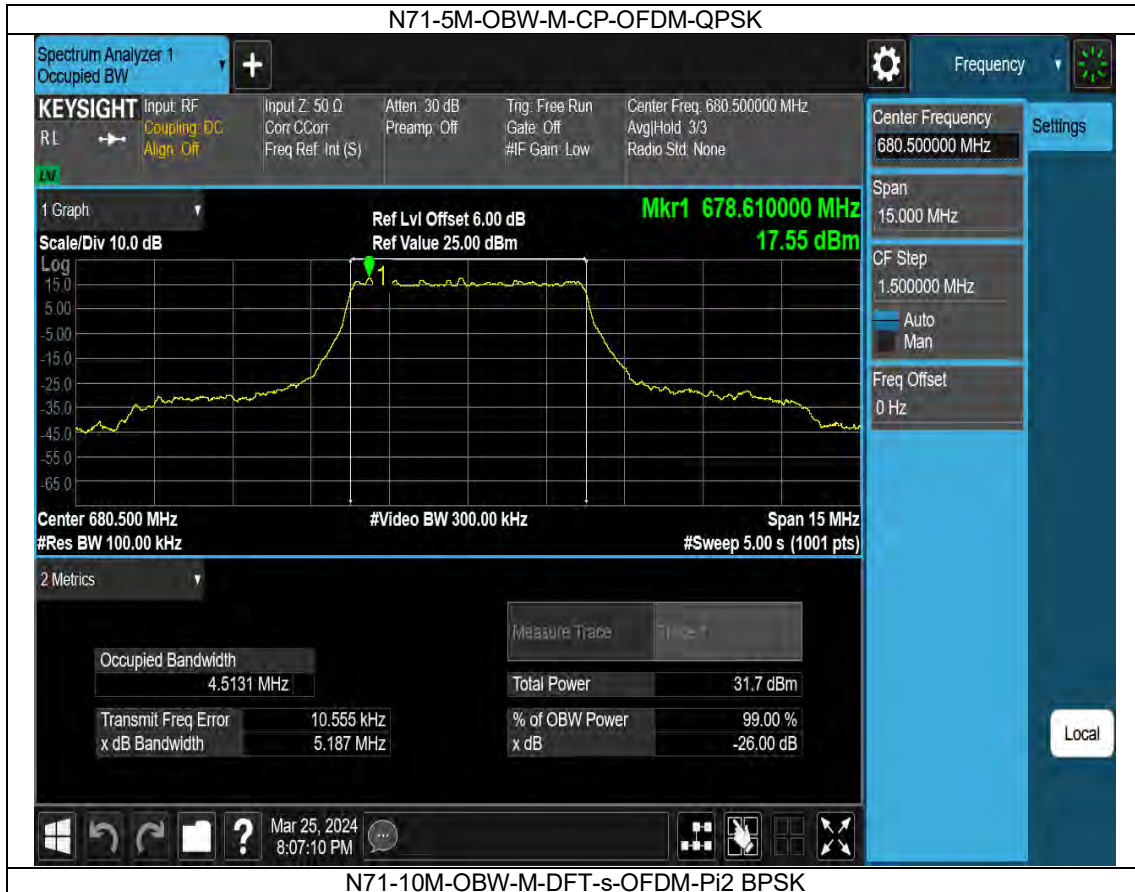 N71-5M-OBW-M-CP-OFDM-QPSK
Spectrum Analyzer 1
Occupied BW
+
Frequency
KEYSIGHT
RL
Input: RF
Coupling: DC
Align: Off
Input Z: 50 Ω
Corr CCorr
Freq Ref: Int (S)
Atten: 30 dB
Preamp: Off
Trig: Free Run
Gate: Off
#IF Gain: Low
Center Freq: 680.500000 MHz
Avg|Hold: 3/3
Radio Std: None
Center Frequency
680.500000 MHz
Settings
Span
15.000 MHz
CF Step
1.500000 MHz
Auto
Man
Freq Offset
0 Hz
Local
1 Graph
Scale/Div 10.0 dB
Ref Lvl Offset 6.00 dB
Ref Value 25.00 dBm
Mkr1 678.610000 MHz
17.55 dBm
Log
15.0
5.00
-5.00
-15.0
-25.0
-35.0
-45.0
-55.0
-65.0
1
Center 680.500 MHz
#Video BW 300.00 kHz
Span 15 MHz
#Res BW 100.00 kHz
#Sweep 5.00 s (1001 pts)
2 Metrics
Measure Trace
Occupied Bandwidth
4.5131 MHz
Total Power 31.7 dBm
Transmit Freq Error 10.555 kHz
% of OBW Power 99.00 %
x dB Bandwidth 5.187 MHz
x dB -26.00 dB
?
Mar 25, 2024
8:07:10 PM
N71-10M-OBW-M-DFT-s-OFDM-Pi2 BPSK